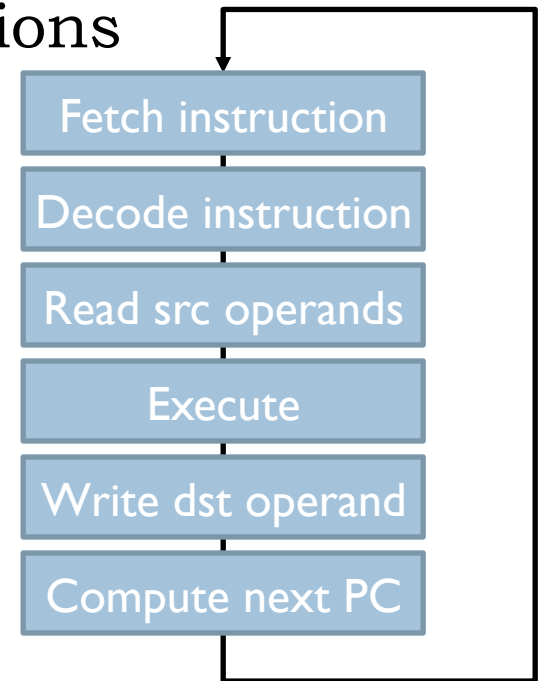 ions
Fetch instruction
Decode instruction
Read src operands
Execute
Write dst operand
Compute next PC